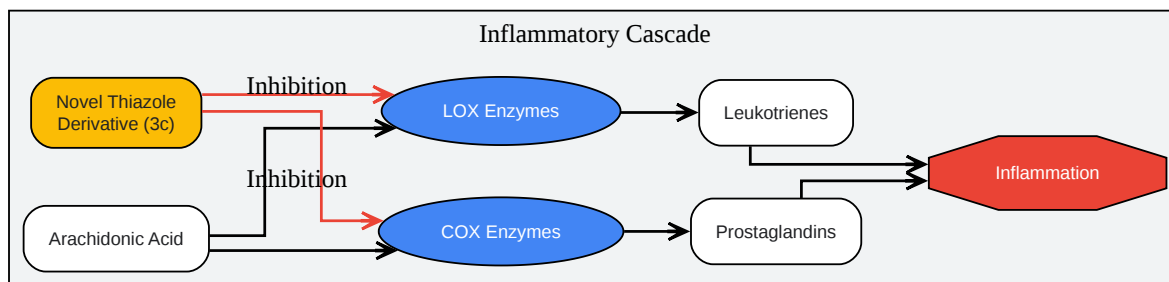 Inflammatory Cascade
Inhibition
Novel Thiazole
Derivative (3c)
LOX Enzymes
Leukotrienes
Inflammation
Inhibition
Arachidonic Acid
COX Enzymes
Prostaglandins